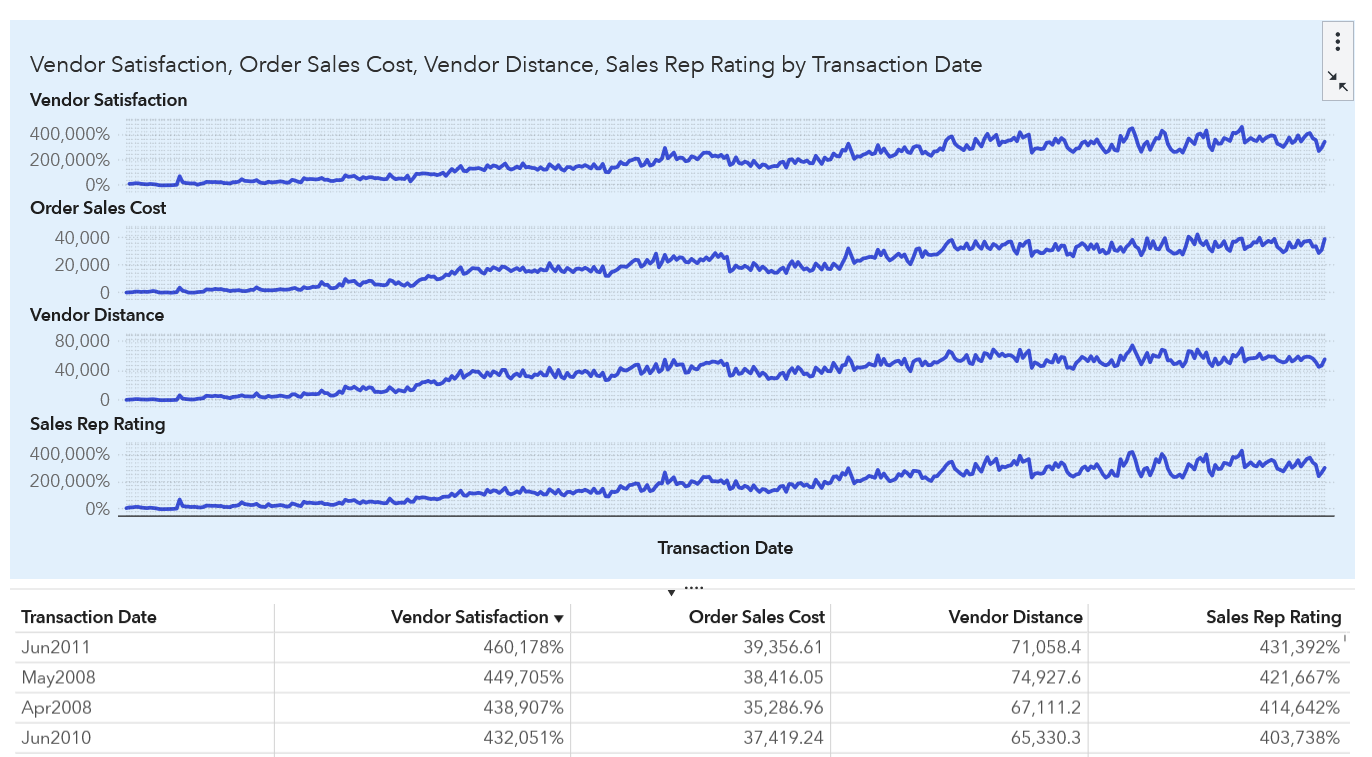 Vendor Satisfaction, Order Sales Cost, Vendor Distance, Sales Rep Rating by Transaction Date
Vendor Satisfaction
400,000%
200,000%
0%
Order Sales Cost
40,000
20,000
0
Vendor Distance
80,000
40,000
0
Sales Rep Rating
400,000%
200,000%
0%
Transaction Date
Transaction Date Vendor Satisfaction ▼ Order Sales Cost Vendor Distance Sales Rep Rating
Jun2011 460,178% 39,356.61 71,058.4 431,392%
May2008 449,705% 38,416.05 74,927.6 421,667%
Apr2008 438,907% 35,286.96 67,111.2 414,642%
Jun2010 432,051% 37,419.24 65,330.3 403,738%